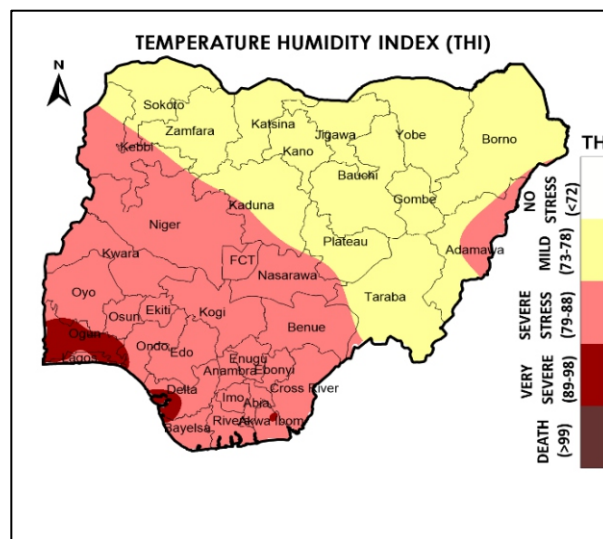 TEMPERATURE HUMIDITY INDEX (THI)
N
Sokoto
Zamfara
Katsina
Jigawa
Yobe
Borno
Kebbi
Kano
Bauchi
Gombe
Kaduna
Niger
Plateau
Adamawa
Kwara
FCT
Nasarawa
Taraba
Oyo
Osun
Ekiti
Kogi
Benue
Ogun
Lagos
Ondo
Edo
Enugu
Anambra
Ebonyi
Cross River
Delta
Imo
Abia
Bayelsa
Rivers
Akwa Ibom
TH
NO
STRESS
(<72)
MILD
(73-78)
SEVERE
STRESS
(79-88)
VERY
SEVERE
(89-98)
DEATH
(>99)